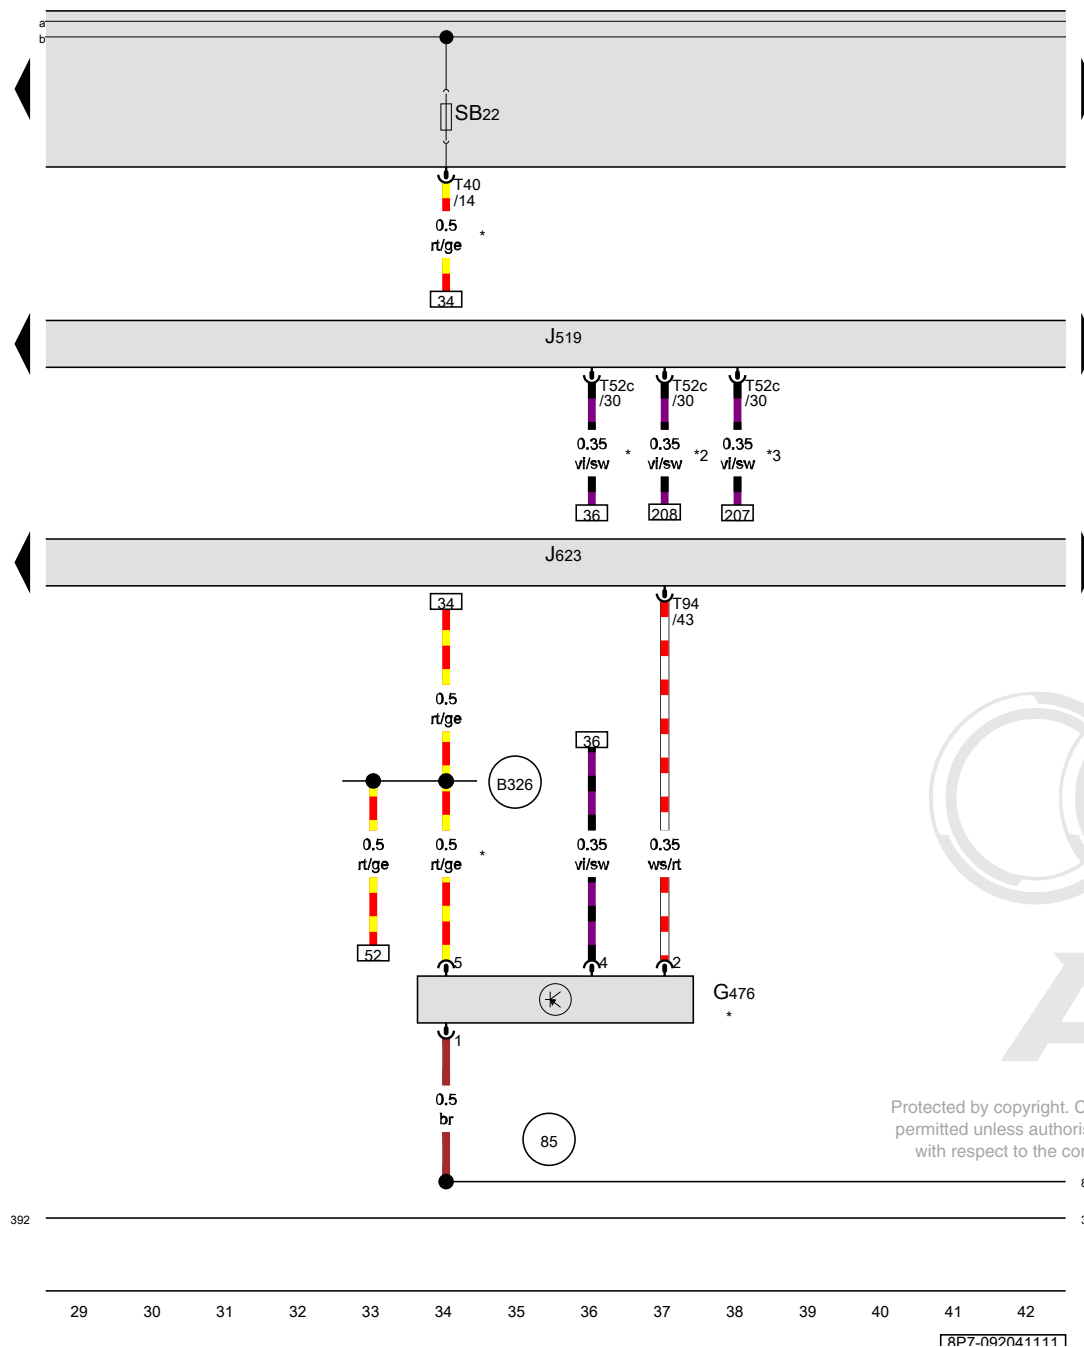 a
b
SB22
T40
/14
0.5
rt/ge
*
34
J519
T52c
/30
T52c
/30
T52c
/30
0.35
vi/sw
*
0.35
vi/sw
*2
0.35
vi/sw
*3
36
208
207
J623
34
T94
/43
0.5
rt/ge
36
B326
0.5
rt/ge
0.5
rt/ge
*
0.35
vi/sw
0.35
ws/rt
52
5
4
2
G476
*
1
0.5
br
85
Protected by copyright.
permitted unless
with respect to the
392
29 30 31 32 33 34 35 36 37 38 39 40 41 42
8P7-092041111